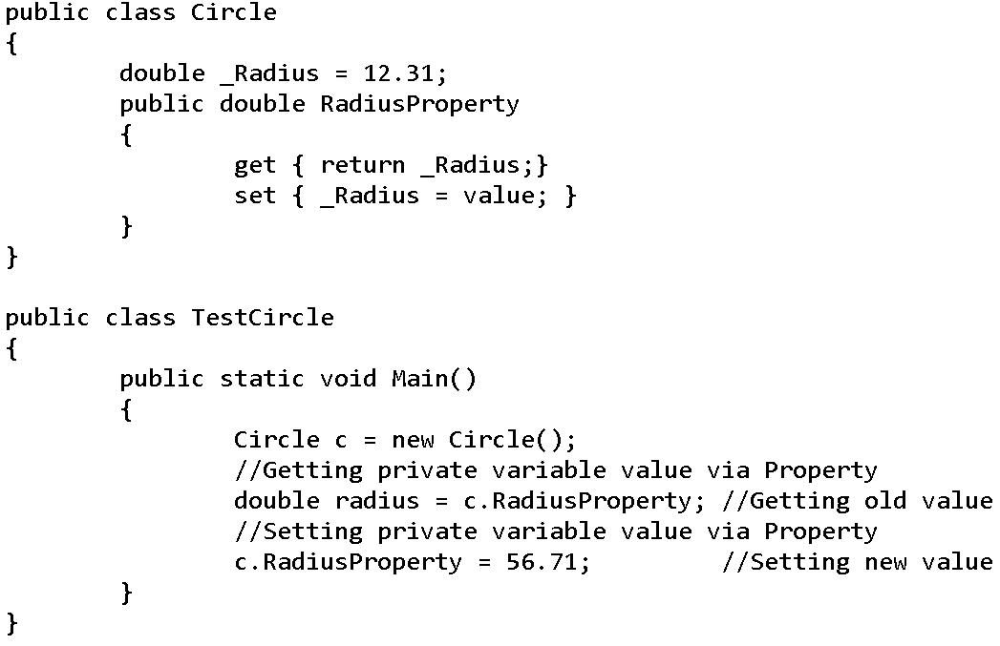 public class Circle
{
double _Radius = 12.31;
public double RadiusProperty
{
get { return _Radius;}
set { _Radius = value; }
}
}
public class TestCircle
{
public static void Main()
{
Circle c = new Circle();
//Getting private variable value via Property
double radius = c.RadiusProperty; //Getting old value
//Setting private variable value via Property
c.RadiusProperty = 56.71; //Setting new value
}
}